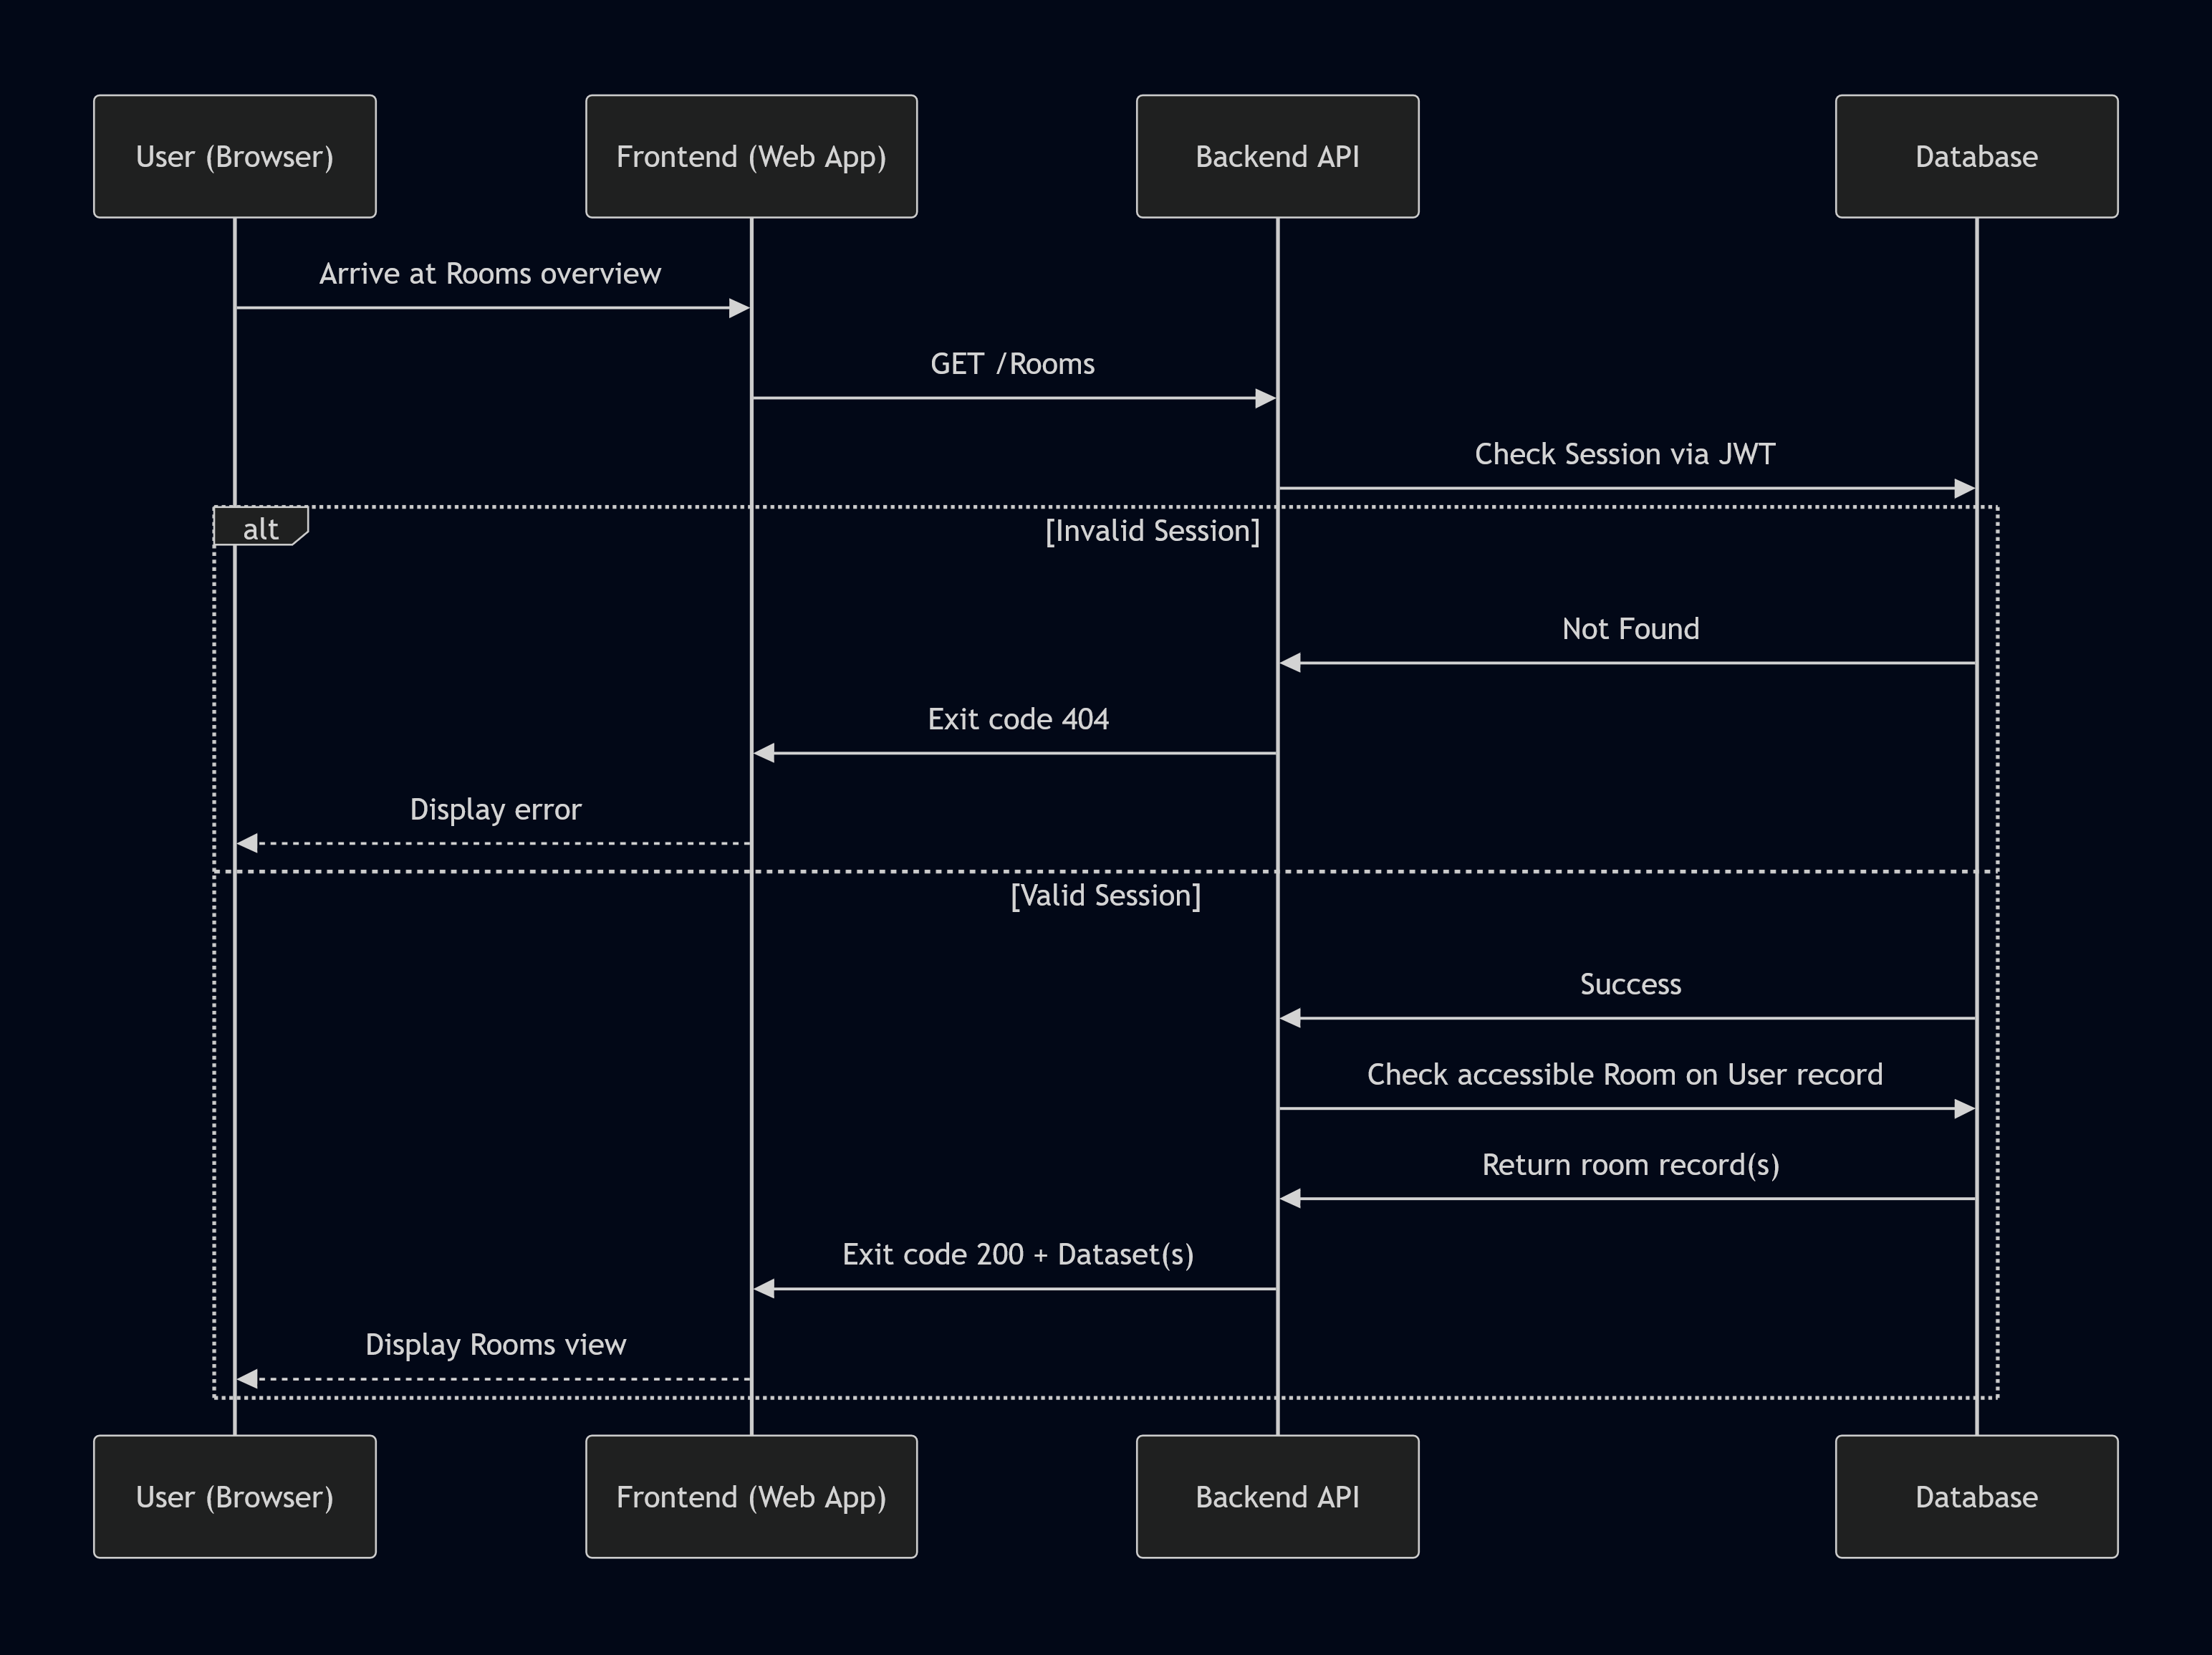 User (Browser)
Frontend (Web App)
Backend API
Database
Arrive at Rooms overview
GET /Rooms
Check Session via JWT
alt
[Invalid Session]
Not Found
Exit code 404
Display error
[Valid Session]
Success
Check accessible Room on User record
Return room record(s)
Exit code 200 + Dataset(s)
Display Rooms view
User (Browser)
Frontend (Web App)
Backend API
Database